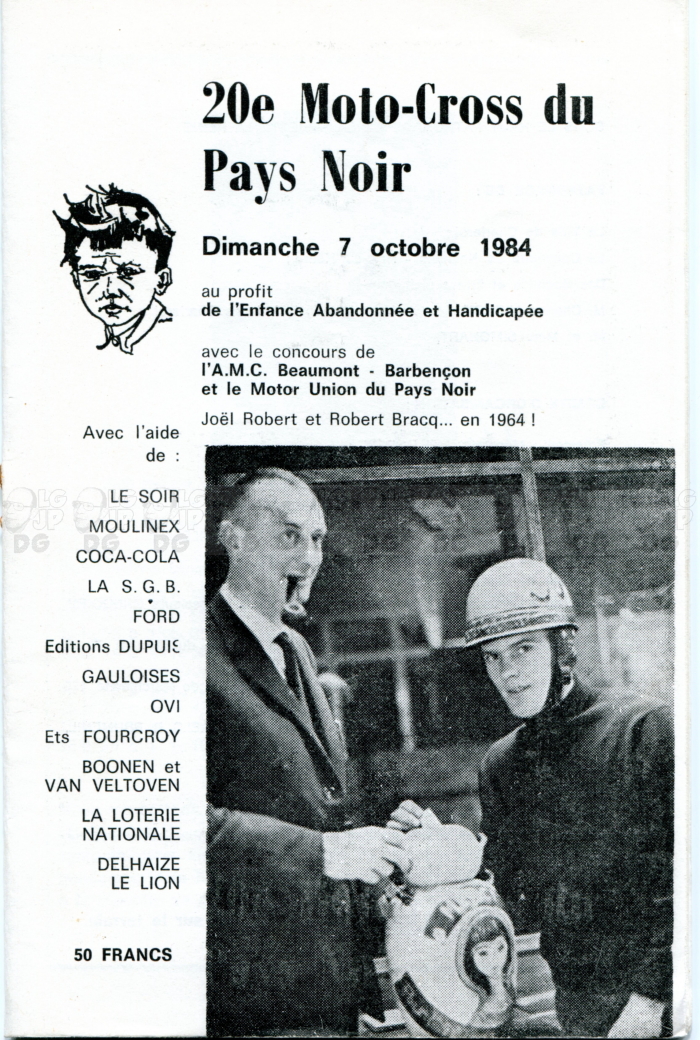 20e Moto-Cross du
Pays Noir
Dimanche 7 octobre 1984
au profit
de l'Enfance Abandonnée et Handicapée
avec le concours de
l'A.M.C. Beaumont - Barbençon
et le Motor Union du Pays Noir
Joël Robert et Robert Bracq... en 1964 !
Avec l'aide
de :
LE SOIR
MOULINEX
COCA-COLA
LA S.G.B.
FORD
Editions DUPUIS
GAULOISES
OVI
Ets FOURCROY
BOONEN et
VAN VELTOVEN
LA LOTERIE
NATIONALE
DELHAIZE
LE LION
50 FRANCS
LG
JP
DG